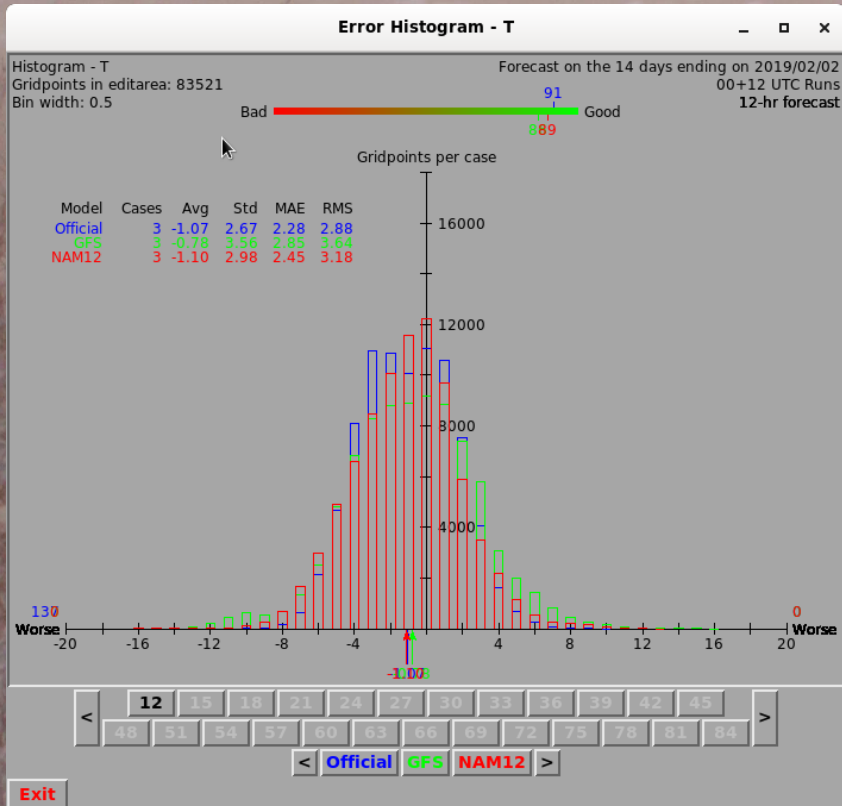 Error Histogram - T
Histogram - T
Forecast on the 14 days ending on 2019/02/02
Gridpoints in editarea: 83521
00+12 UTC Runs
Bin width: 0.5
12-hr forecast
91
Bad Good
89
Gridpoints per case
Model Cases Avg Std MAE RMS
Official 3 -1.07 2.67 2.28 2.88
GFS 3 -0.78 3.56 2.85 3.64
NAM12 3 -1.10 2.98 2.45 3.18
16000
12000
8000
4000
0
Worse Worse
-20 -16 -12 -8 -4 4 8 12 16 20
< 12 15 18 21 24 27 30 33 36 39 42 45 >
48 51 54 57 60 63 66 69 72 75 78 81 84
< Official GFS NAM12 >
Exit